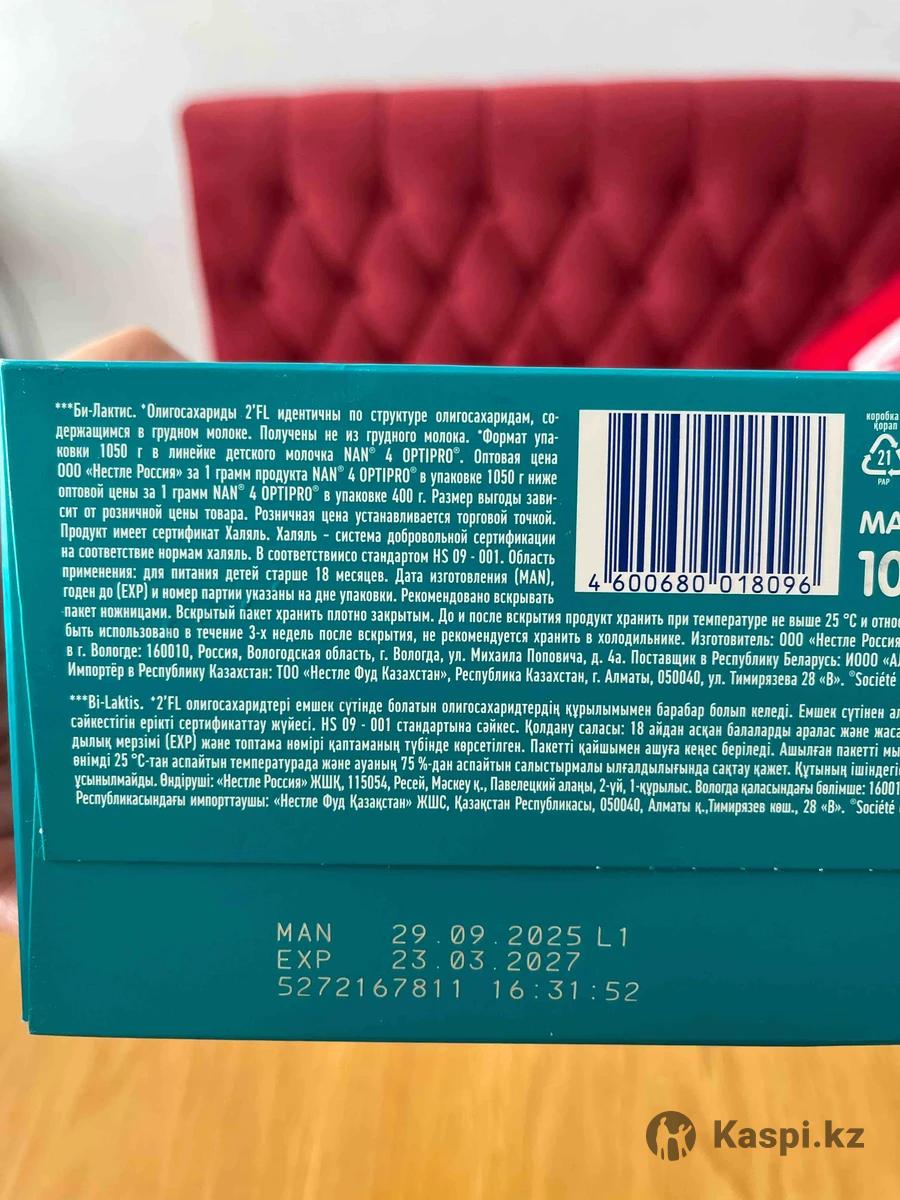 ***Би-Лактис. *Олигосахариды 2'FL идентичны по структуре олигосахаридам, со-
держащимся в грудном молоке. Получены не из грудного молока. *Формат упа-
ковки 1050 г в линейке детского молочка NAN® 4 OPTIPRO®. Оптовая цена
ООО «Нестле Россия» за 1 грамм продукта NAN® 4 OPTIPRO® в упаковке 1050 г ниже
оптовой цены за 1 грамм NAN® 4 OPTIPRO® в упаковке 400 г. Размер выгоды зави-
сит от розничной цены товара. Розничная цена устанавливается торговой точкой.
Продукт имеет сертификат Халяль. Халяль - система добровольной сертификации
на соответствие нормам халяль. В соответствиисо стандартом HS 09 - 001. Область
применения: для питания детей старше 18 месяцев. Дата изготовления (MAN),
годен до (EXP) и номер партии указаны на дне упаковки. Рекомендовано вскрывать
пакет ножницами. Вскрытый пакет хранить плотно закрытым. До и после вскрытия продукт хранить при температуре не выше 25 °C и относ
быть использовано в течение 3-х недель после вскрытия, не рекомендуется хранить в холодильнике. Изготовитель: ООО «Нестле Россия
в г. Вологде: 160010, Россия, Вологодская область, г. Вологда, ул. Михаила Поповича, д. 4а. Поставщик в Республику Беларусь: ИООО «АЛ
Импортёр в Республику Казахстан: ТОО «Нестле Фуд Казахстан», Республика Казахстан, г. Алматы, 050040, ул. Тимирязева 28 «В». ®Société
4 600680 018096
коробка
қорап
21
PAP
МА
10
***Bi-Laktis. *2'FL олигосахаридтері емшек сүтінде болатын олигосахаридтердің құрылымымен барабар болып келеді. Емшек сүтінен ал
сәйкестігін ерікті сертификаттау жүйесі. HS 09 - 001 стандартына сәйкес. Қолдану саласы: 18 айдан асқан балаларды аралас және жаса
дылық мерзімі (EXP) және топтама нөмірі қаптаманың түбінде көрсетілген. Пакетті қайшымен ашуға кеңес беріледі. Ашылған пакетті мы
өнімді 25 °C-тан аспайтын температурада және ауаның 75 %-дан аспайтын салыстырмалы ылғалдылығында сақтау қажет. Құтының ішіндегі
ұсынылмайды. Өндіруші: «Нестле Россия» ЖШҚ, 115054, Ресей, Мәскеу қ., Павелецкий алаңы, 2-үй, 1-құрылыс. Вологда қаласындағы бөлімше: 16001
Республикасындағы импорттаушы: «Нестле Фуд Қазақстан» ЖШС, Қазақстан Республикасы, 050040, Алматы қ.,Тимирязев көш., 28 «В». ®Société
MAN 29.09.2025 L1
EXP 23.03.2027
5272167811 16:31:52
Kaspi.kz